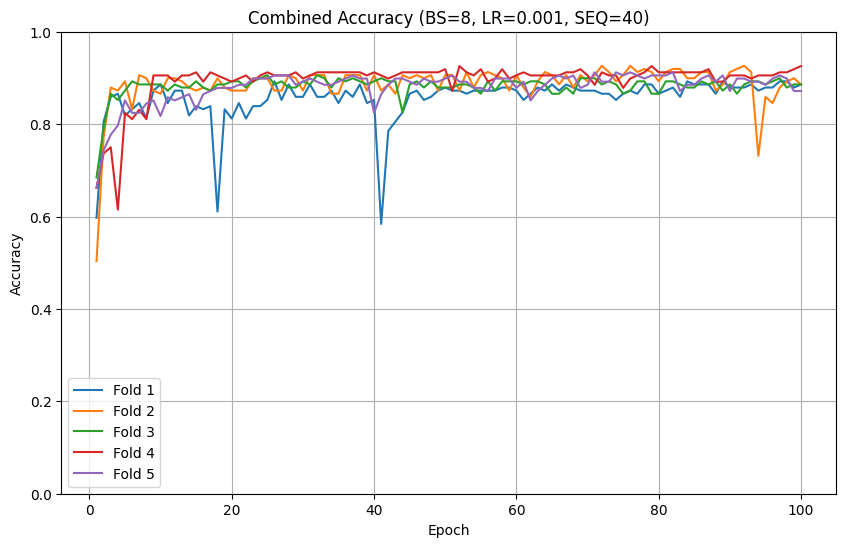 Combined Accuracy (BS=8, LR=0.001, SEQ=40)
1.0
0.8
0.6
0.4
0.2
0.0
Accuracy
Fold 1
Fold 2
Fold 3
Fold 4
Fold 5
0 20 40 60 80 100
Epoch